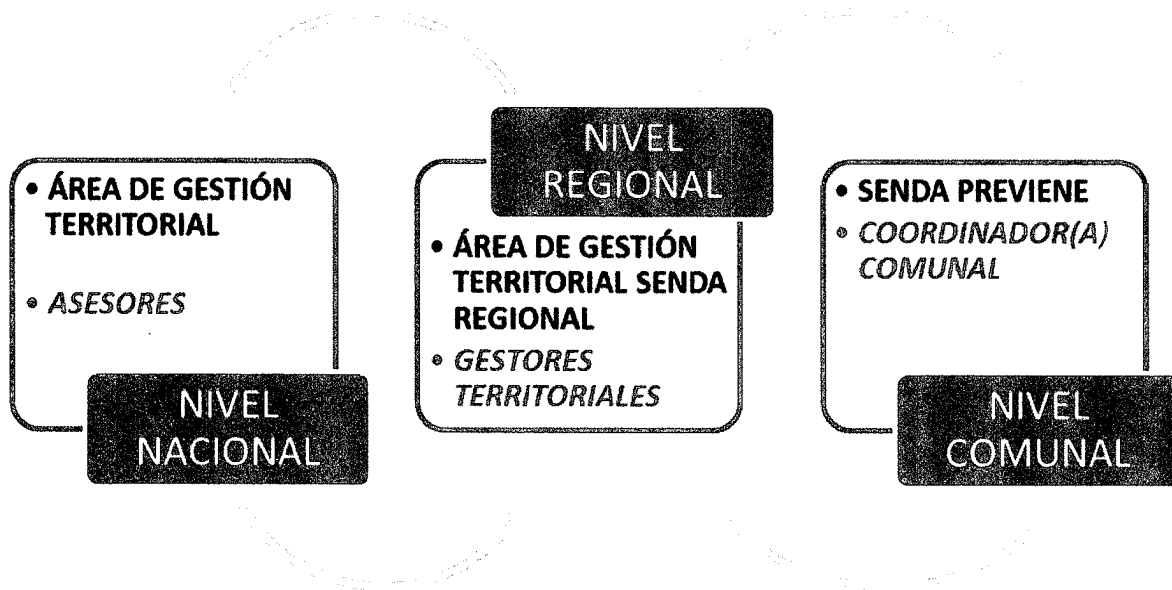 • ÁREA DE GESTIÓN
TERRITORIAL
• ASESORES
NIVEL
NACIONAL
NIVEL
REGIONAL
• ÁREA DE GESTIÓN
TERRITORIAL SENDA
REGIONAL
• GESTORES
TERRITORIALES
• SENDA PREVIENE
• COORDINADOR(A)
COMUNAL
NIVEL
COMUNAL